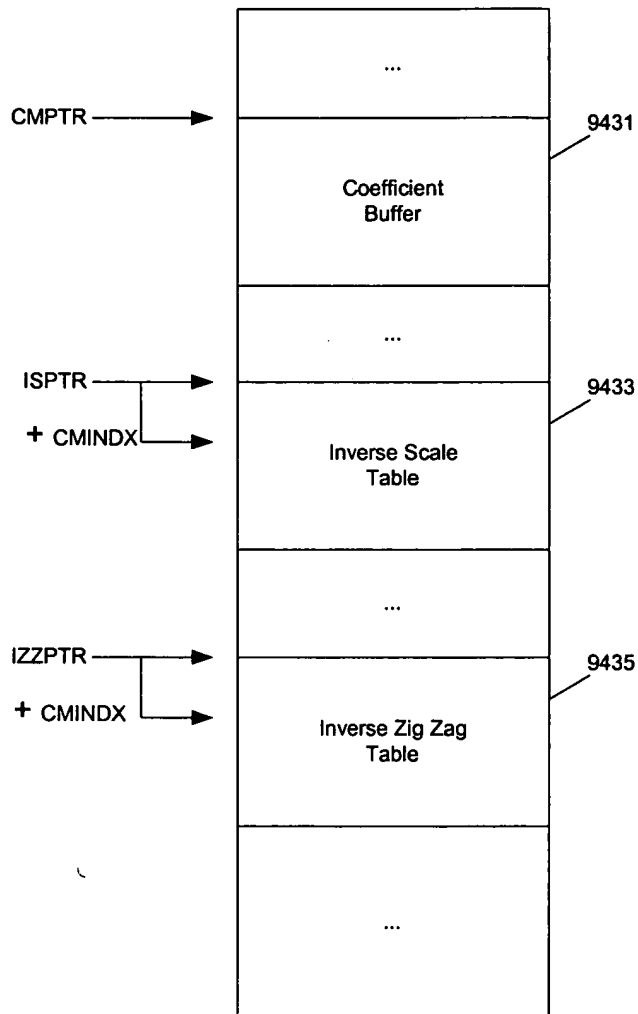 ...
CMPTR
9431
Coefficient
Buffer
...
ISPTR
9433
+ CMINDX
Inverse Scale
Table
...
IZZPTR
9435
+ CMINDX
Inverse Zig Zag
Table
...